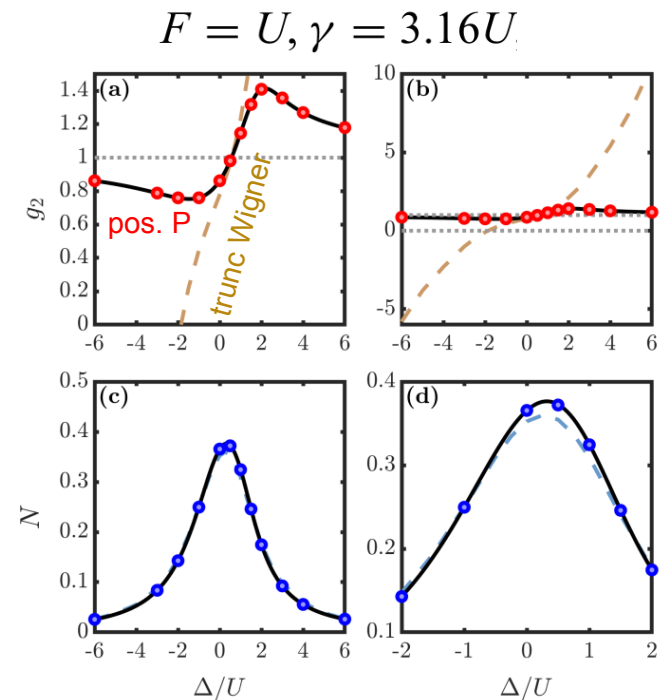 F = U, γ = 3.16U
(a)
(b)
1.4
1.2
1
0.8
0.6
0.4
0.2
0
g₂
pos. P
trunc Wigner
-6 -4 -2 0 2 4 6
10
5
0
-5
-6 -4 -2 0 2 4 6
(c)
(d)
0.5
0.4
0.3
0.2
0.1
0
N
-6 -4 -2 0 2 4 6
Δ/U
0.4
0.3
0.2
0.1
-2 -1 0 1 2
Δ/U